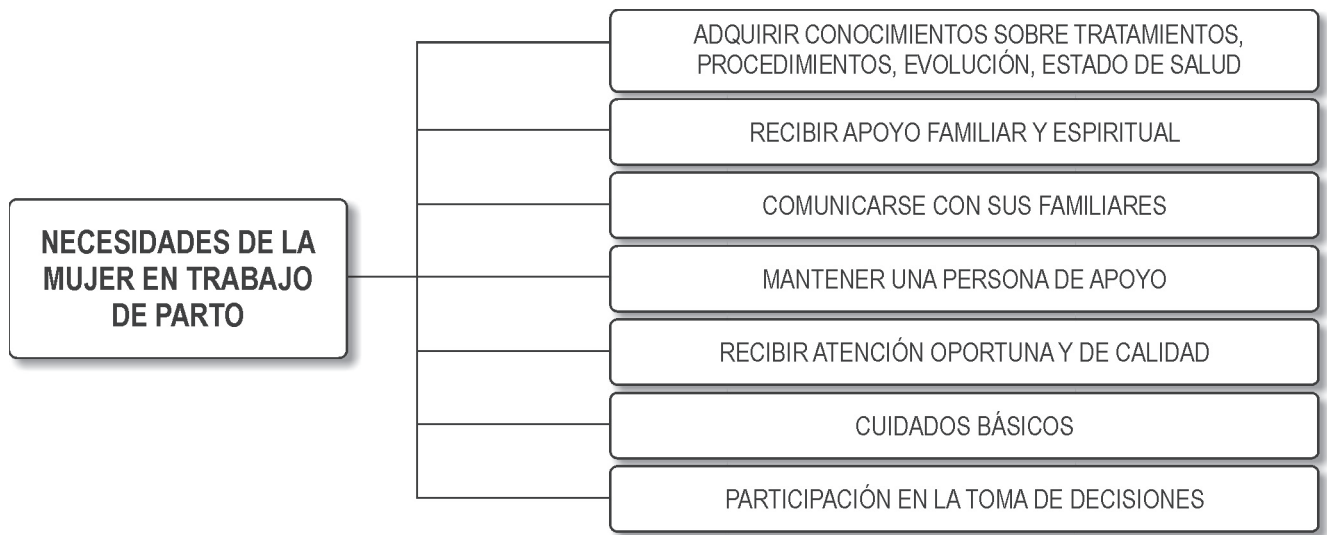 NECESIDADES DE LA
MUJER EN TRABAJO
DE PARTO
ADQUIRIR CONOCIMIENTOS SOBRE TRATAMIENTOS,
PROCEDIMIENTOS, EVOLUCIÓN, ESTADO DE SALUD
RECIBIR APOYO FAMILIAR Y ESPIRITUAL
COMUNICARSE CON SUS FAMILIARES
MANTENER UNA PERSONA DE APOYO
RECIBIR ATENCIÓN OPORTUNA Y DE CALIDAD
CUIDADOS BÁSICOS
PARTICIPACIÓN EN LA TOMA DE DECISIONES